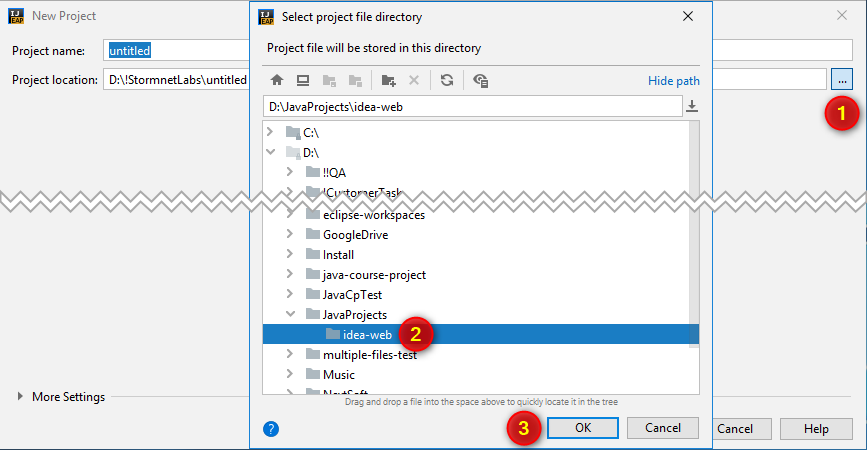 New Project
Project name: untitled
Project location: D:\!StormnetLabs\untitled
...
1
IJ
EAP
Select project file directory
Project file will be stored in this directory
Hide path
D:\JavaProjects\idea-web
C:\
D:\
!!QA
!CustomerTask
eclipse-workspaces
GoogleDrive
Install
java-course-project
JavaCpTest
JavaProjects
idea-web 2
multiple-files-test
Music
NextSoft
Drag and drop a file into the space above to quickly locate it in the tree
? 3 OK Cancel
More Settings
Cancel Help